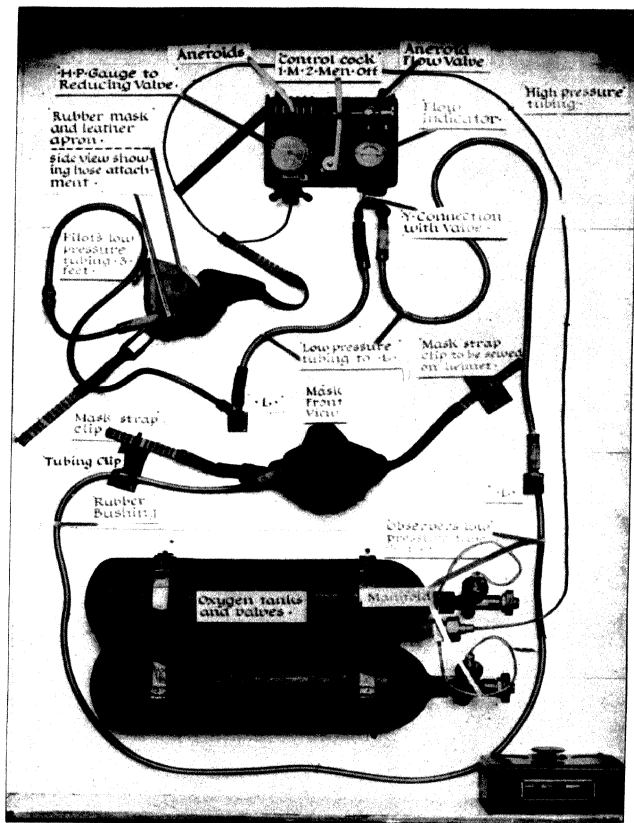 Aneroids
Control cock
1·M·2·Men·Off
Aneroid
Flow Valve
·H·P·Gauge to
Reducing Valve·
High pressure
tubing·
Rubber mask
and leather
apron·
side view show-
ing hose attach-
ment·
Flow
indicator·
Y·Connection
with Valve·
Pilot's low
pressure
tubing·3·
feet·
Low pressure
tubing to ·L·
Mask strap
clip to be sewed
on helmet·
·L·
Mask
Front
View
Mask strap
clip·
Tubing Clip
Rubber
Bushing
·L·
Observers low
pressure
Oxygen tanks
and valves·
Manifold